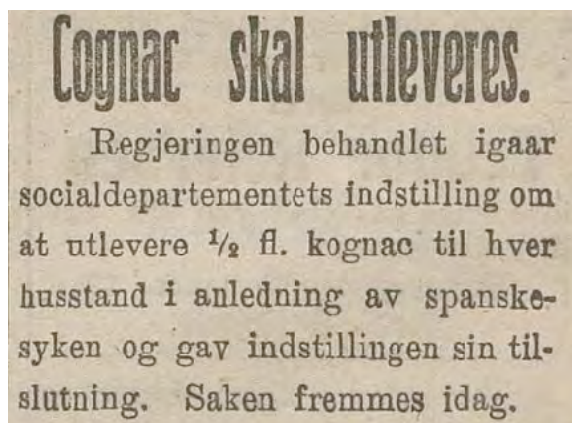 Cognac skal utleveres.
Regjeringen behandlet igaar
socialdepartementets indstilling om
at utlevere ½ fl. kognac til hver
husstand i anledning av spanske-
syken og gav indstillingen sin til-
slutning. Saken fremmes idag.